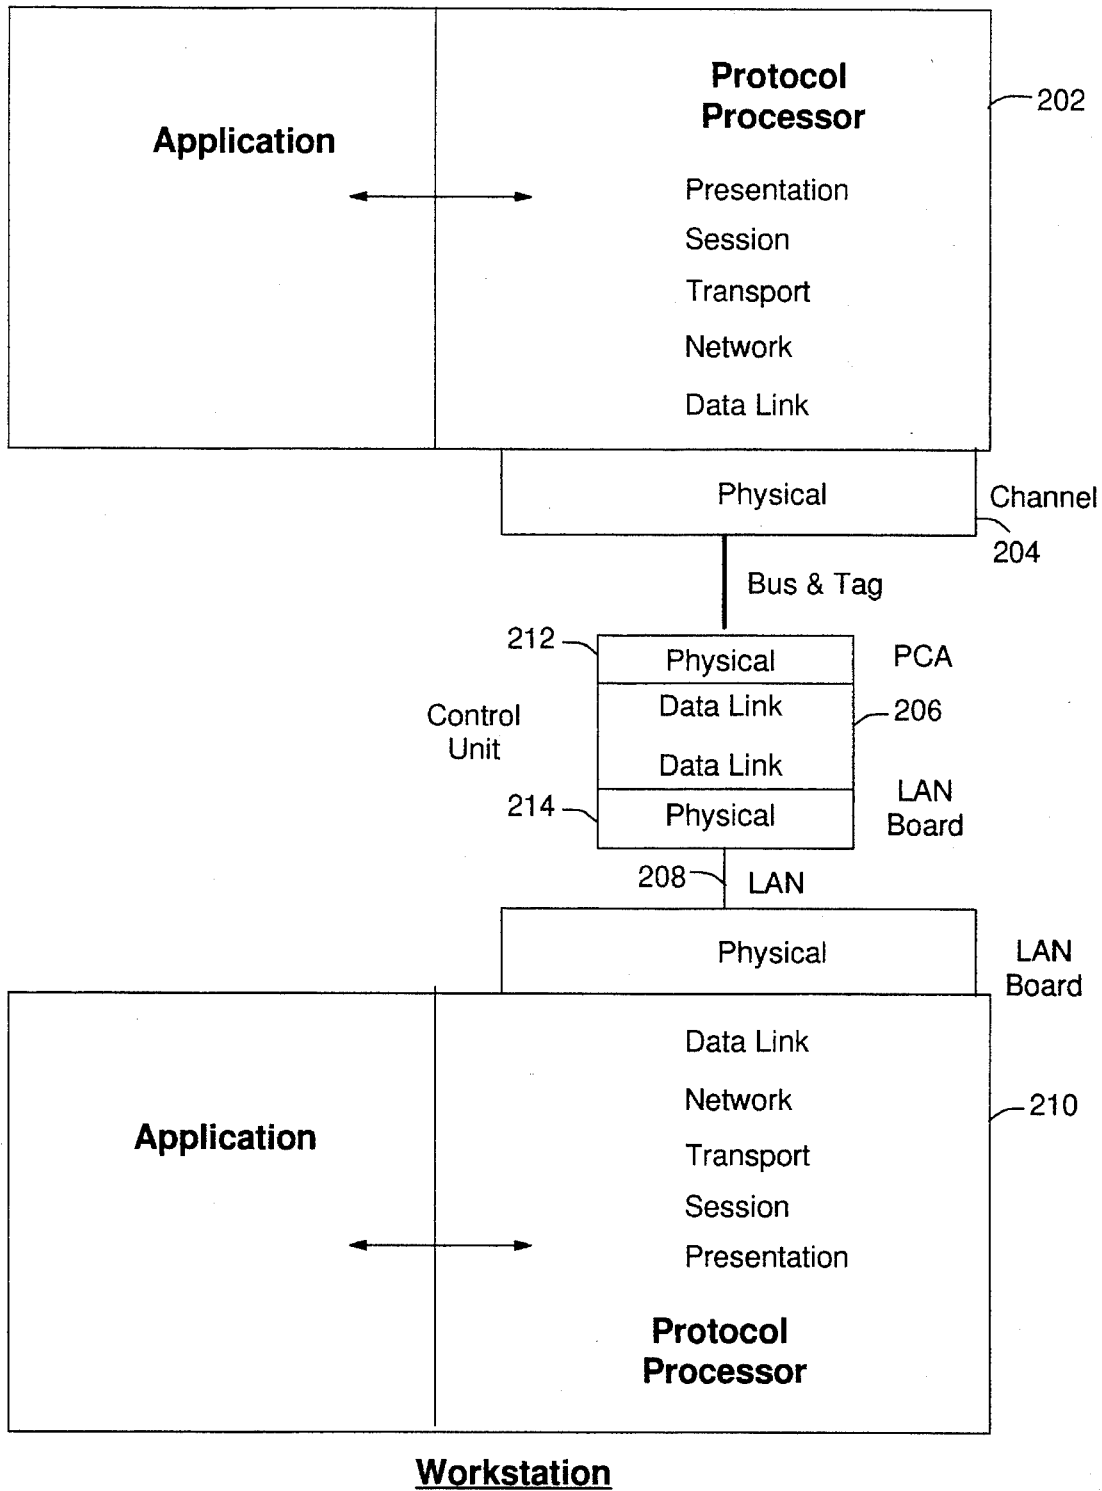 Protocol
Processor
202
Application
Presentation
Session
Transport
Network
Data Link
Physical
Channel
204
Bus & Tag
212
Physical
PCA
Data Link
206
Control
Unit
Data Link
214
Physical
LAN
Board
208
LAN
Physical
LAN
Board
Data Link
Network
210
Application
Transport
Session
Presentation
Protocol
Processor
Workstation